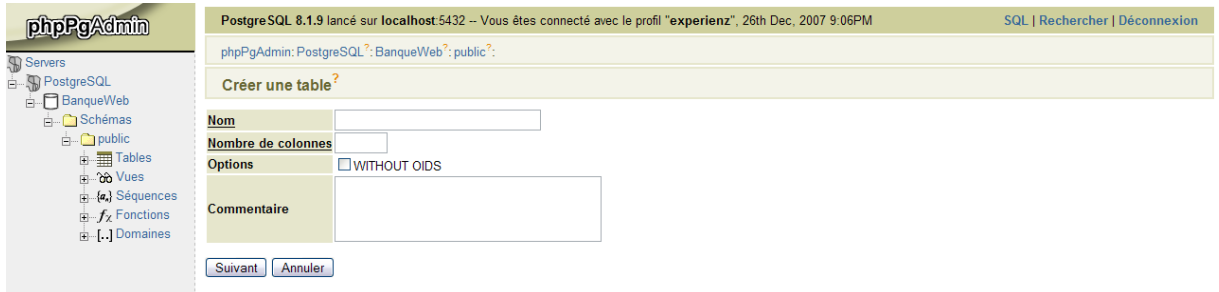 phpPgAdmin
Servers
PostgreSQL
BanqueWeb
Schémas
public
Tables
Vues
Séquences
Fonctions
Domaines
PostgreSQL 8.1.9 lancé sur localhost:5432 -- Vous êtes connecté avec le profil "experienz", 26th Dec, 2007 9:06PM
SQL | Rechercher | Déconnexion
phpPgAdmin: PostgreSQL?: BanqueWeb?: public?:
Créer une table?
Nom
Nombre de colonnes
Options WITHOUT OIDS
Commentaire
Suivant Annuler